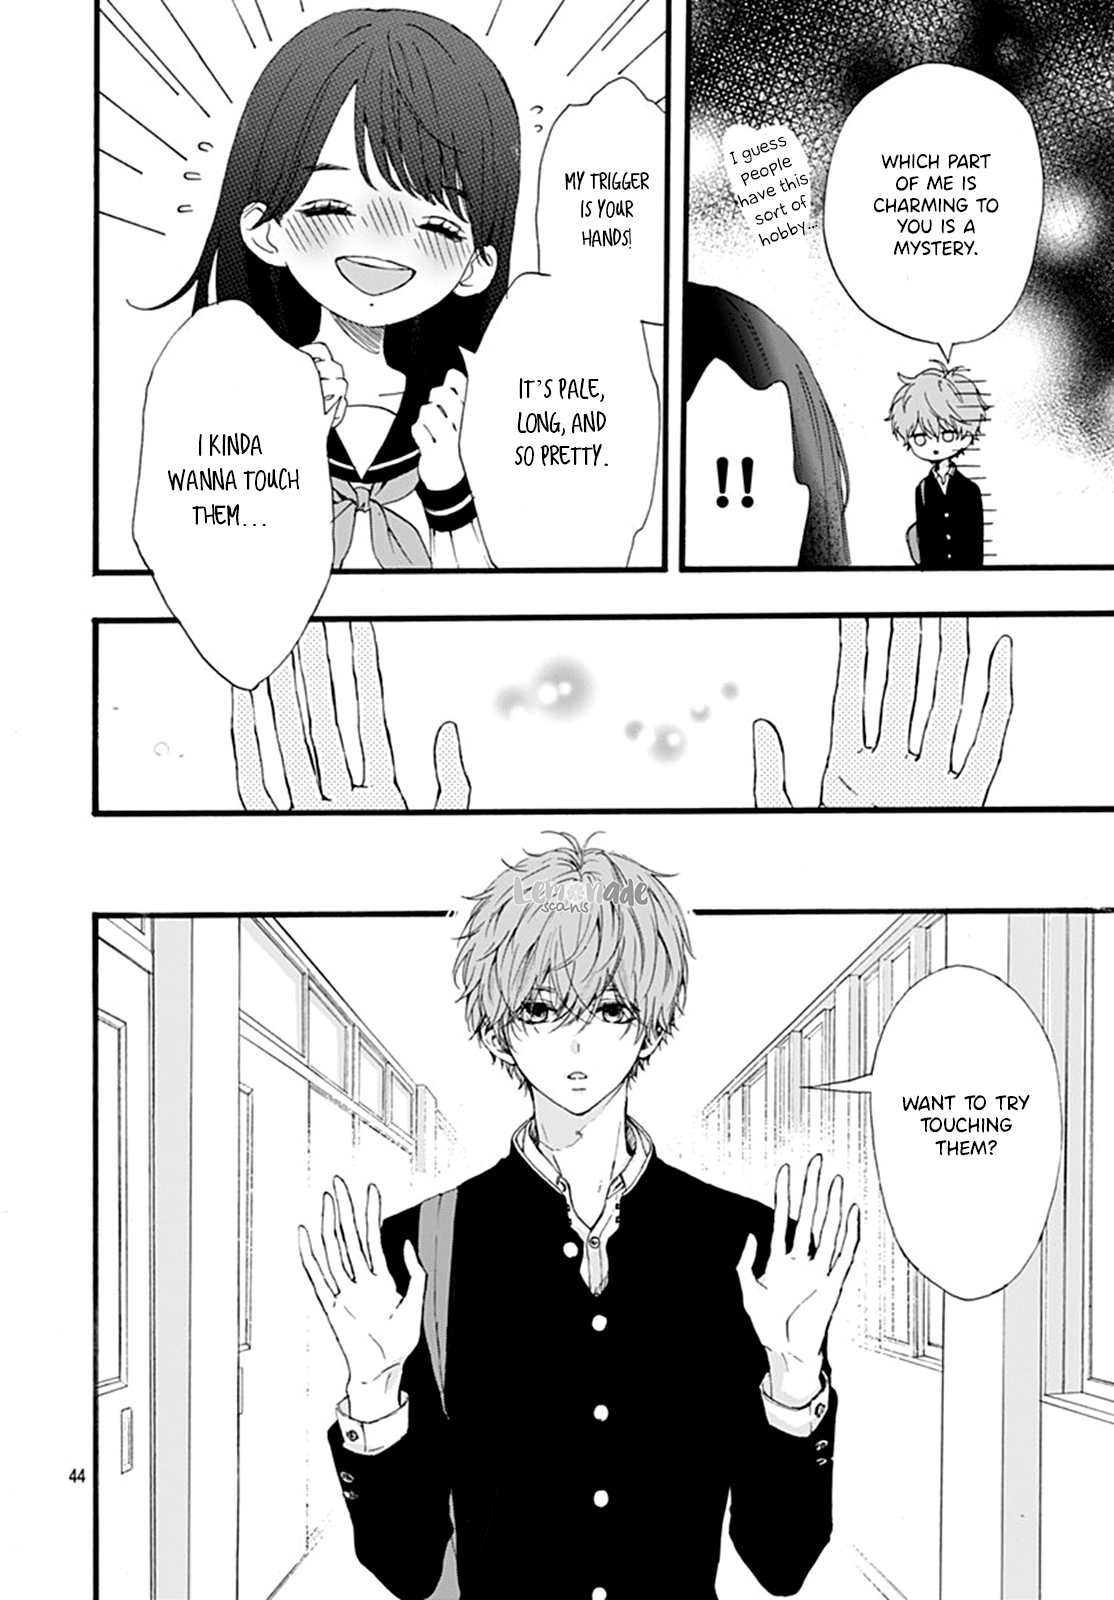 WHICH PART
OF ME IS
CHARMING TO
YOU IS A
MYSTERY.
I guess
people
have this
sort of
hobby...
!!
MY TRIGGER
IS YOUR
HANDS!
IT'S PALE,
LONG, AND
SO PRETTY.
I KINDA
WANNA TOUCH
THEM...
Lemonade
scans
WANT TO TRY
TOUCHING
THEM?
44